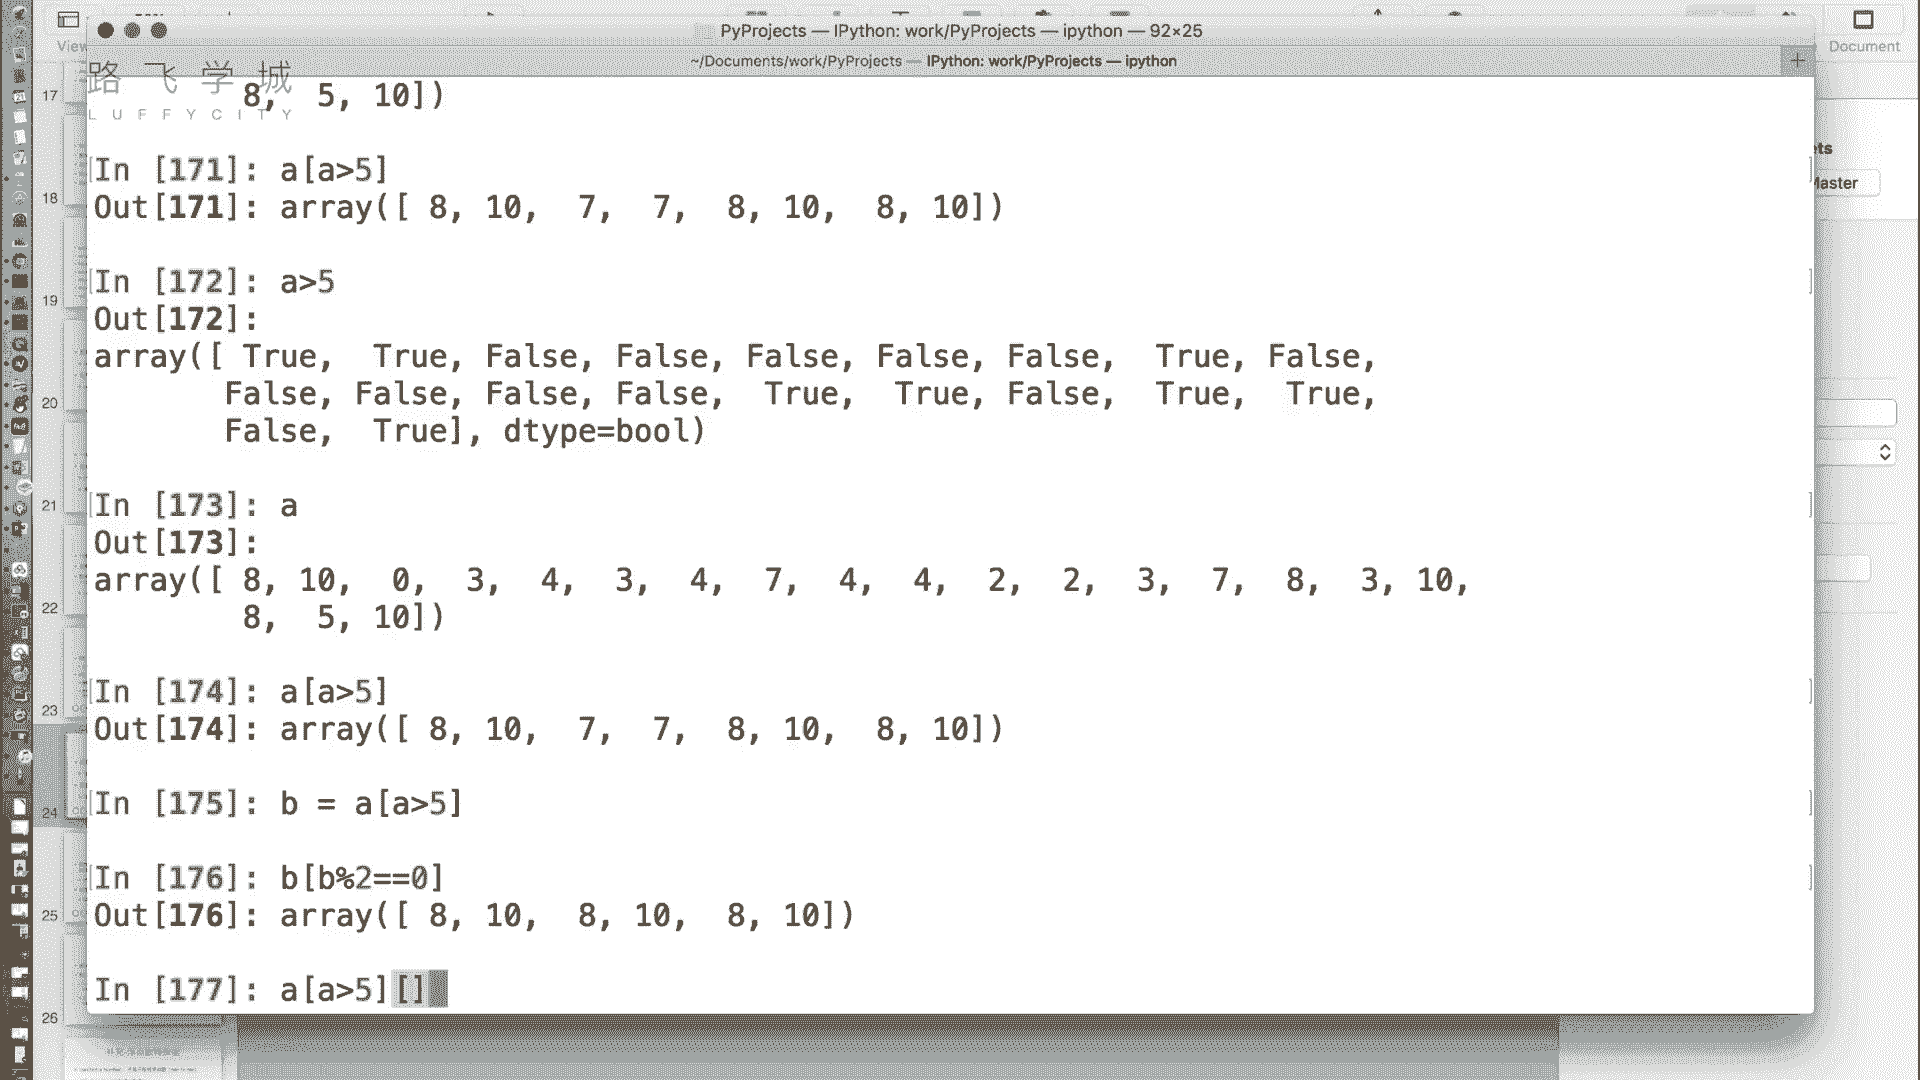 PyProjects — IPython: work/PyProjects — ipython — 92×25
View
Document
~/Documents/work/PyProjects — IPython: work/PyProjects — ipython
+
路飞学城
LUFFYCITY
8, 5, 10])
In [171]: a[a>5]
Out[171]: array([ 8, 10, 7, 7, 8, 10, 8, 10])
In [172]: a>5
Out[172]:
array([ True, True, False, False, False, False, False, True, False,
False, False, False, False, True, True, False, True, True,
False, True], dtype=bool)
In [173]: a
Out[173]:
array([ 8, 10, 0, 3, 4, 3, 4, 7, 4, 4, 2, 2, 3, 7, 8, 3, 10,
8, 5, 10])
In [174]: a[a>5]
Out[174]: array([ 8, 10, 7, 7, 8, 10, 8, 10])
In [175]: b = a[a>5]
In [176]: b[b%2==0]
Out[176]: array([ 8, 10, 8, 10, 8, 10])
In [177]: a[a>5][]
17
18
19
20
21
22
23
24
25
26
ets
Master